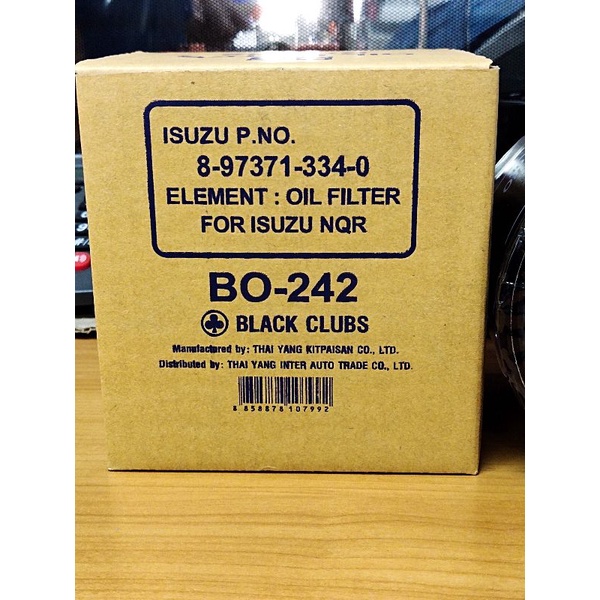 ISUZU P.NO.
8-97371-334-0
ELEMENT : OIL FILTER
FOR ISUZU NQR
BO-242
BLACK CLUBS
Manufactured by: THAI YANG KITPAISAN CO., LTD.
Distributed by: THAI YANG INTER AUTO TRADE CO., LTD.
8 858878 107992